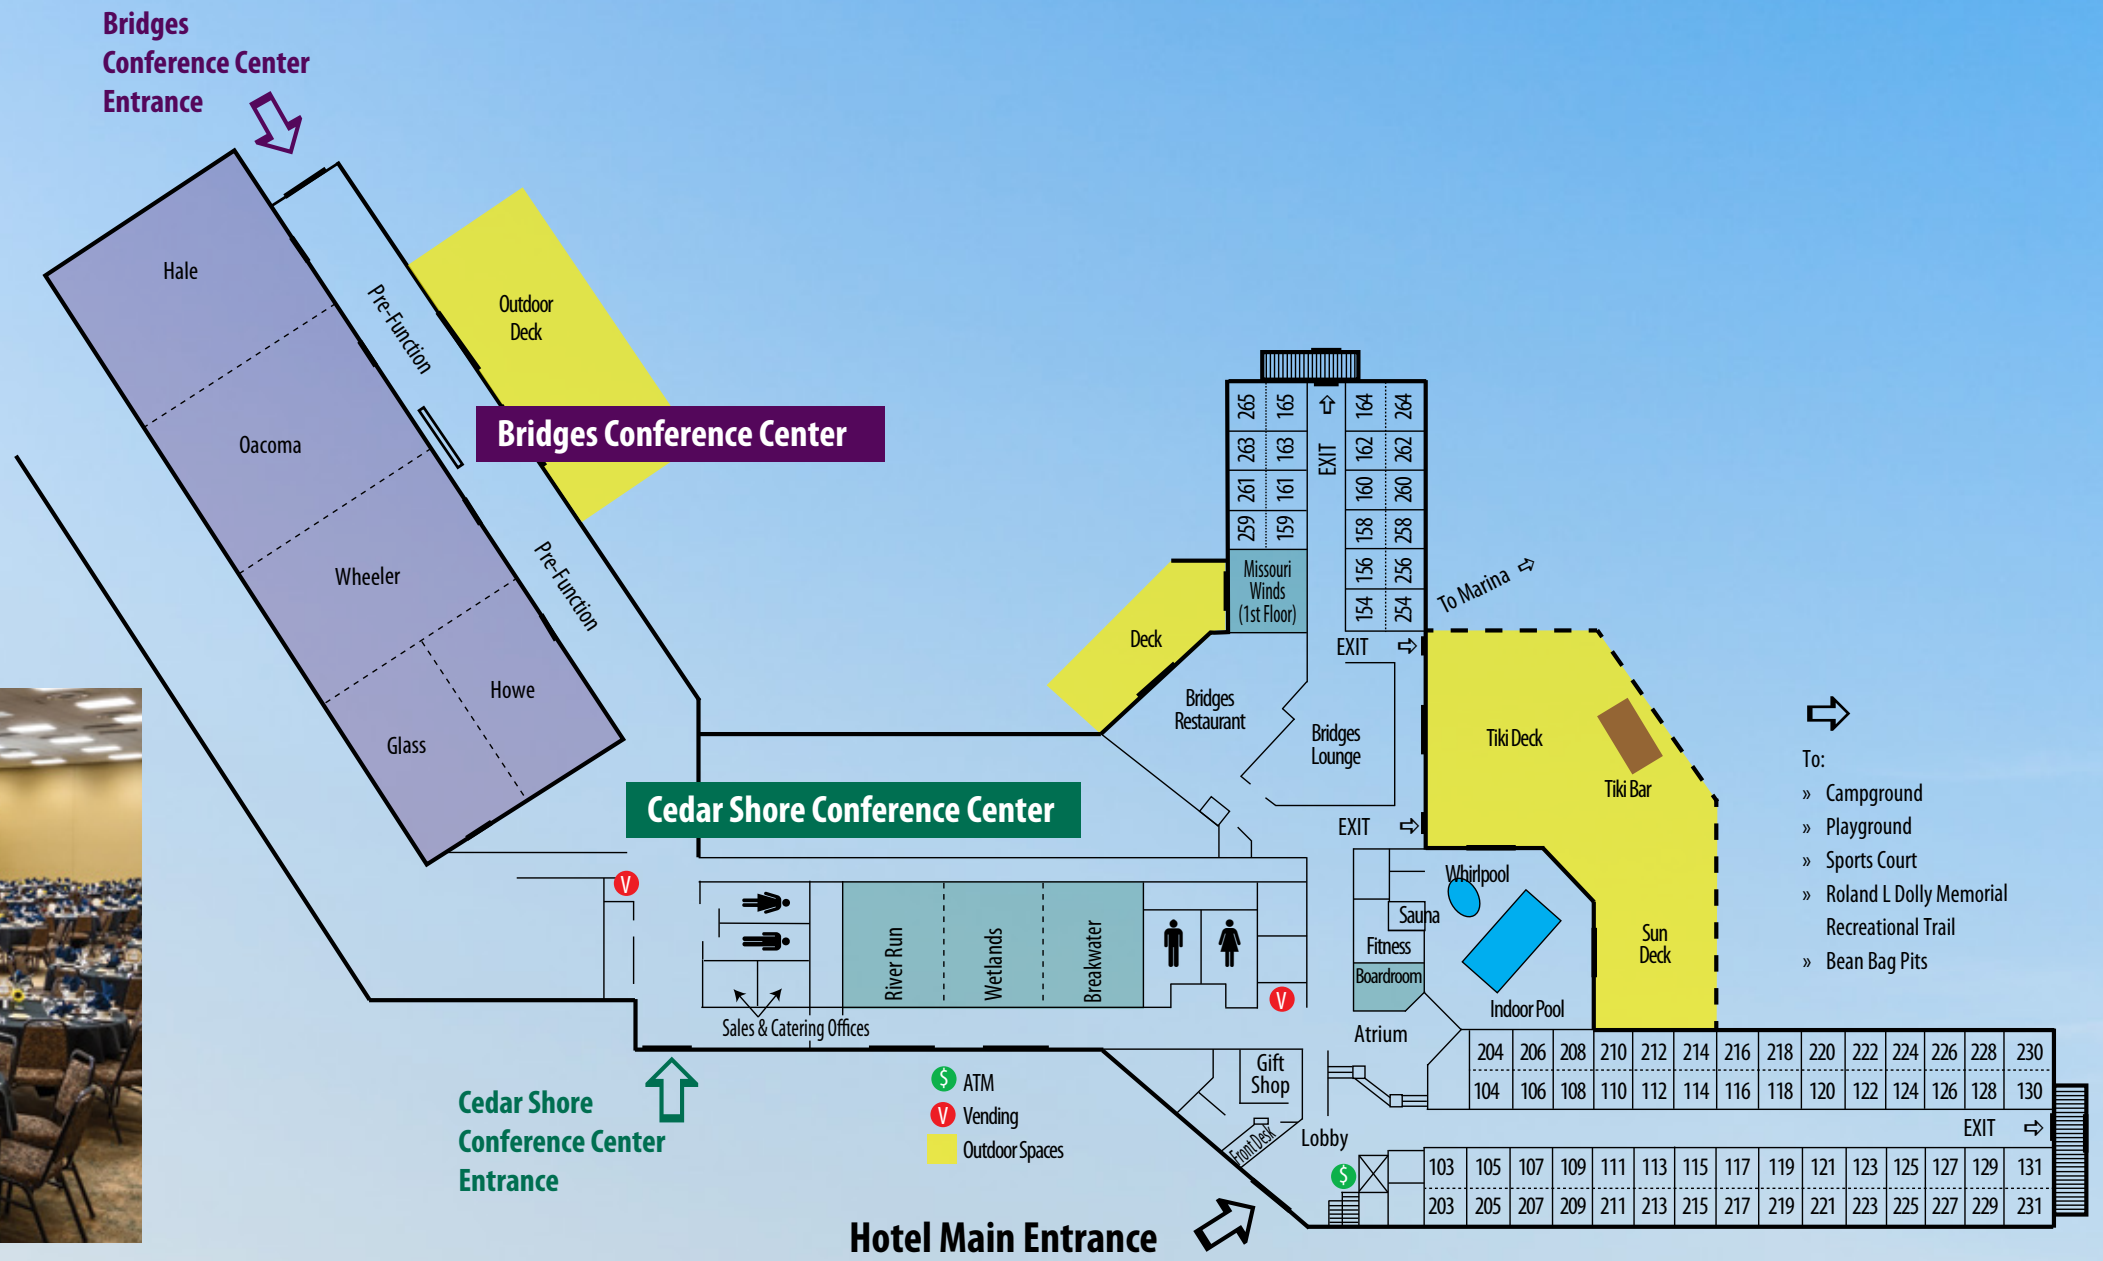 Bridges
Conference Center
Entrance
Hale
Oacoma
Wheeler
Glass
Howe
Pre-Function
Pre-Function
Outdoor
Deck
Bridges Conference Center
Cedar Shore Conference Center
265 165
263 163
261 161
259 159
Missouri
Winds
(1st Floor)
EXIT
164 264
162 262
160 260
158 258
156 256
154 254
To Marina
EXIT
Deck
Bridges
Restaurant
Bridges
Lounge
EXIT
Tiki Deck
Tiki Bar
Sun
Deck
To:
» Campground
» Playground
» Sports Court
» Roland L Dolly Memorial
Recreational Trail
» Bean Bag Pits
Whirlpool
Sauna
Fitness
Boardroom
Indoor Pool
Atrium
V
River Run
Wetlands
Breakwater
V
Sales & Catering Offices
Cedar Shore
Conference Center
Entrance
$ ATM
V Vending
Outdoor Spaces
Gift
Shop
Front Desk
Lobby
$
204 206 208 210 212 214 216 218 220 222 224 226 228 230
104 106 108 110 112 114 116 118 120 122 124 126 128 130
EXIT
103 105 107 109 111 113 115 117 119 121 123 125 127 129 131
203 205 207 209 211 213 215 217 219 221 223 225 227 229 231
Hotel Main Entrance